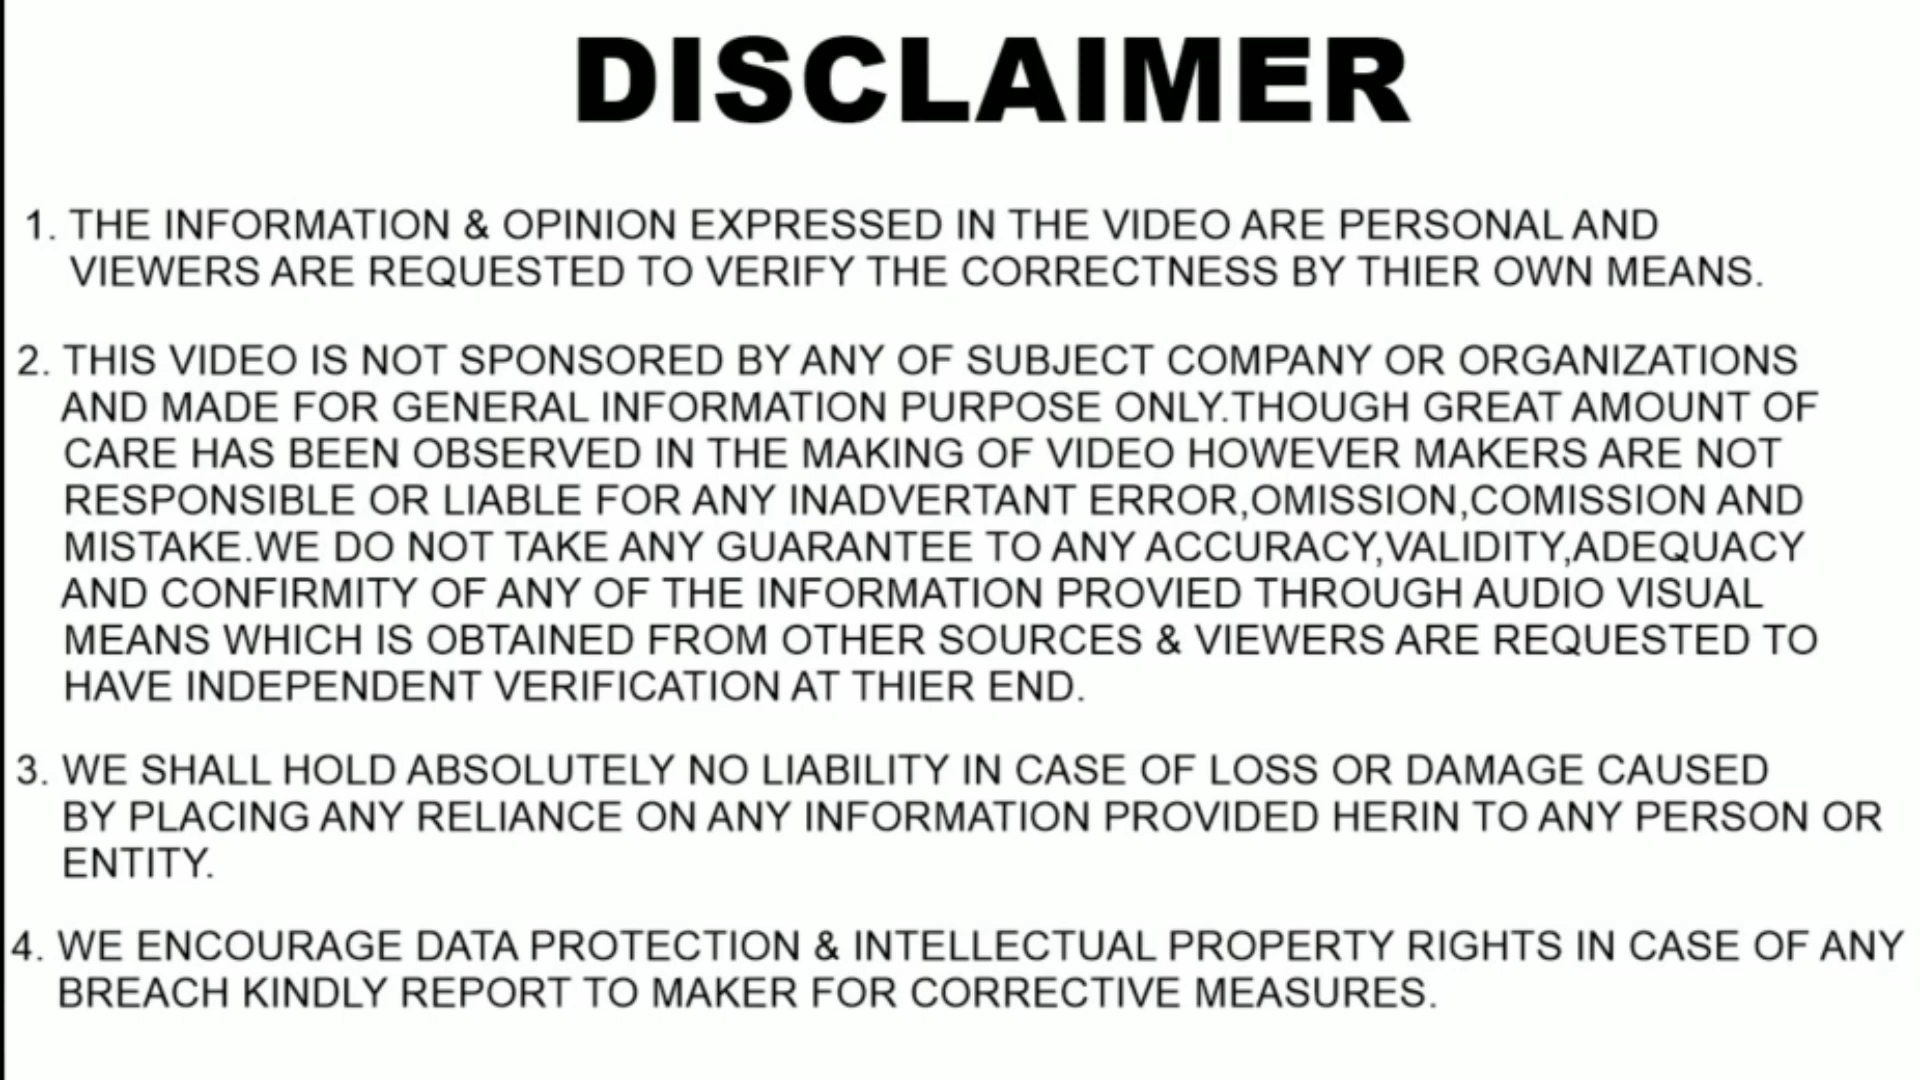 DISCLAIMER
1. THE INFORMATION & OPINION EXPRESSED IN THE VIDEO ARE PERSONAL AND
VIEWERS ARE REQUESTED TO VERIFY THE CORRECTNESS BY THIER OWN MEANS.
2. THIS VIDEO IS NOT SPONSORED BY ANY OF SUBJECT COMPANY OR ORGANIZATIONS
AND MADE FOR GENERAL INFORMATION PURPOSE ONLY.THOUGH GREAT AMOUNT OF
CARE HAS BEEN OBSERVED IN THE MAKING OF VIDEO HOWEVER MAKERS ARE NOT
RESPONSIBLE OR LIABLE FOR ANY INADVERTANT ERROR,OMISSION,COMISSION AND
MISTAKE.WE DO NOT TAKE ANY GUARANTEE TO ANY ACCURACY,VALIDITY,ADEQUACY
AND CONFIRMITY OF ANY OF THE INFORMATION PROVIED THROUGH AUDIO VISUAL
MEANS WHICH IS OBTAINED FROM OTHER SOURCES & VIEWERS ARE REQUESTED TO
HAVE INDEPENDENT VERIFICATION AT THIER END.
3. WE SHALL HOLD ABSOLUTELY NO LIABILITY IN CASE OF LOSS OR DAMAGE CAUSED
BY PLACING ANY RELIANCE ON ANY INFORMATION PROVIDED HERIN TO ANY PERSON OR
ENTITY.
4. WE ENCOURAGE DATA PROTECTION & INTELLECTUAL PROPERTY RIGHTS IN CASE OF ANY
BREACH KINDLY REPORT TO MAKER FOR CORRECTIVE MEASURES.